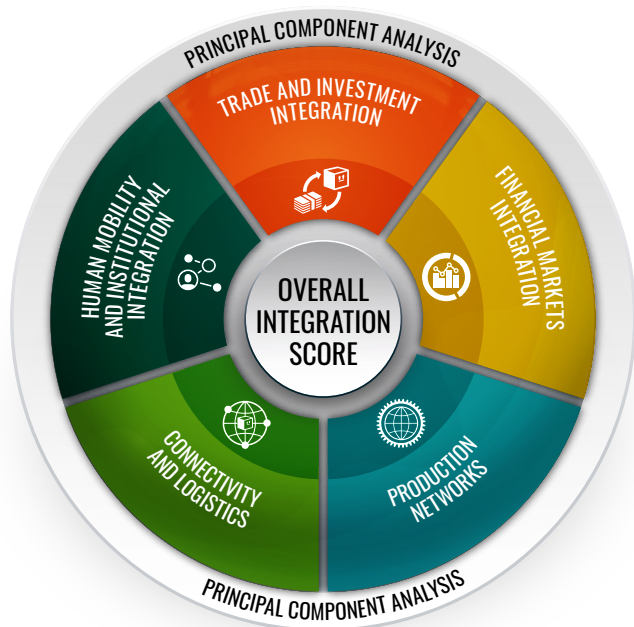 PRINCIPAL COMPONENT ANALYSIS
TRADE AND INVESTMENT
INTEGRATION
FINANCIAL MARKETS
INTEGRATION
HUMAN MOBILITY
AND INSTITUTIONAL
INTEGRATION
OVERALL
INTEGRATION
SCORE
CONNECTIVITY
AND LOGISTICS
PRODUCTION
NETWORKS
PRINCIPAL COMPONENT ANALYSIS